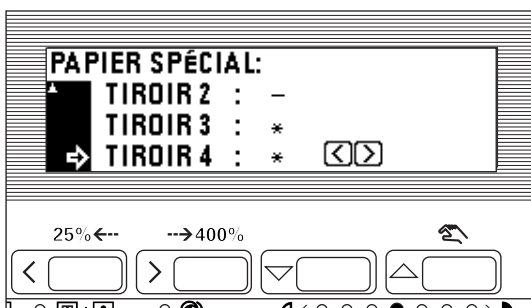 PAPIER SPÉCIAL:
TIROIR 2 : –
TIROIR 3 : *
TIROIR 4 : * < >
25% 400%
< >